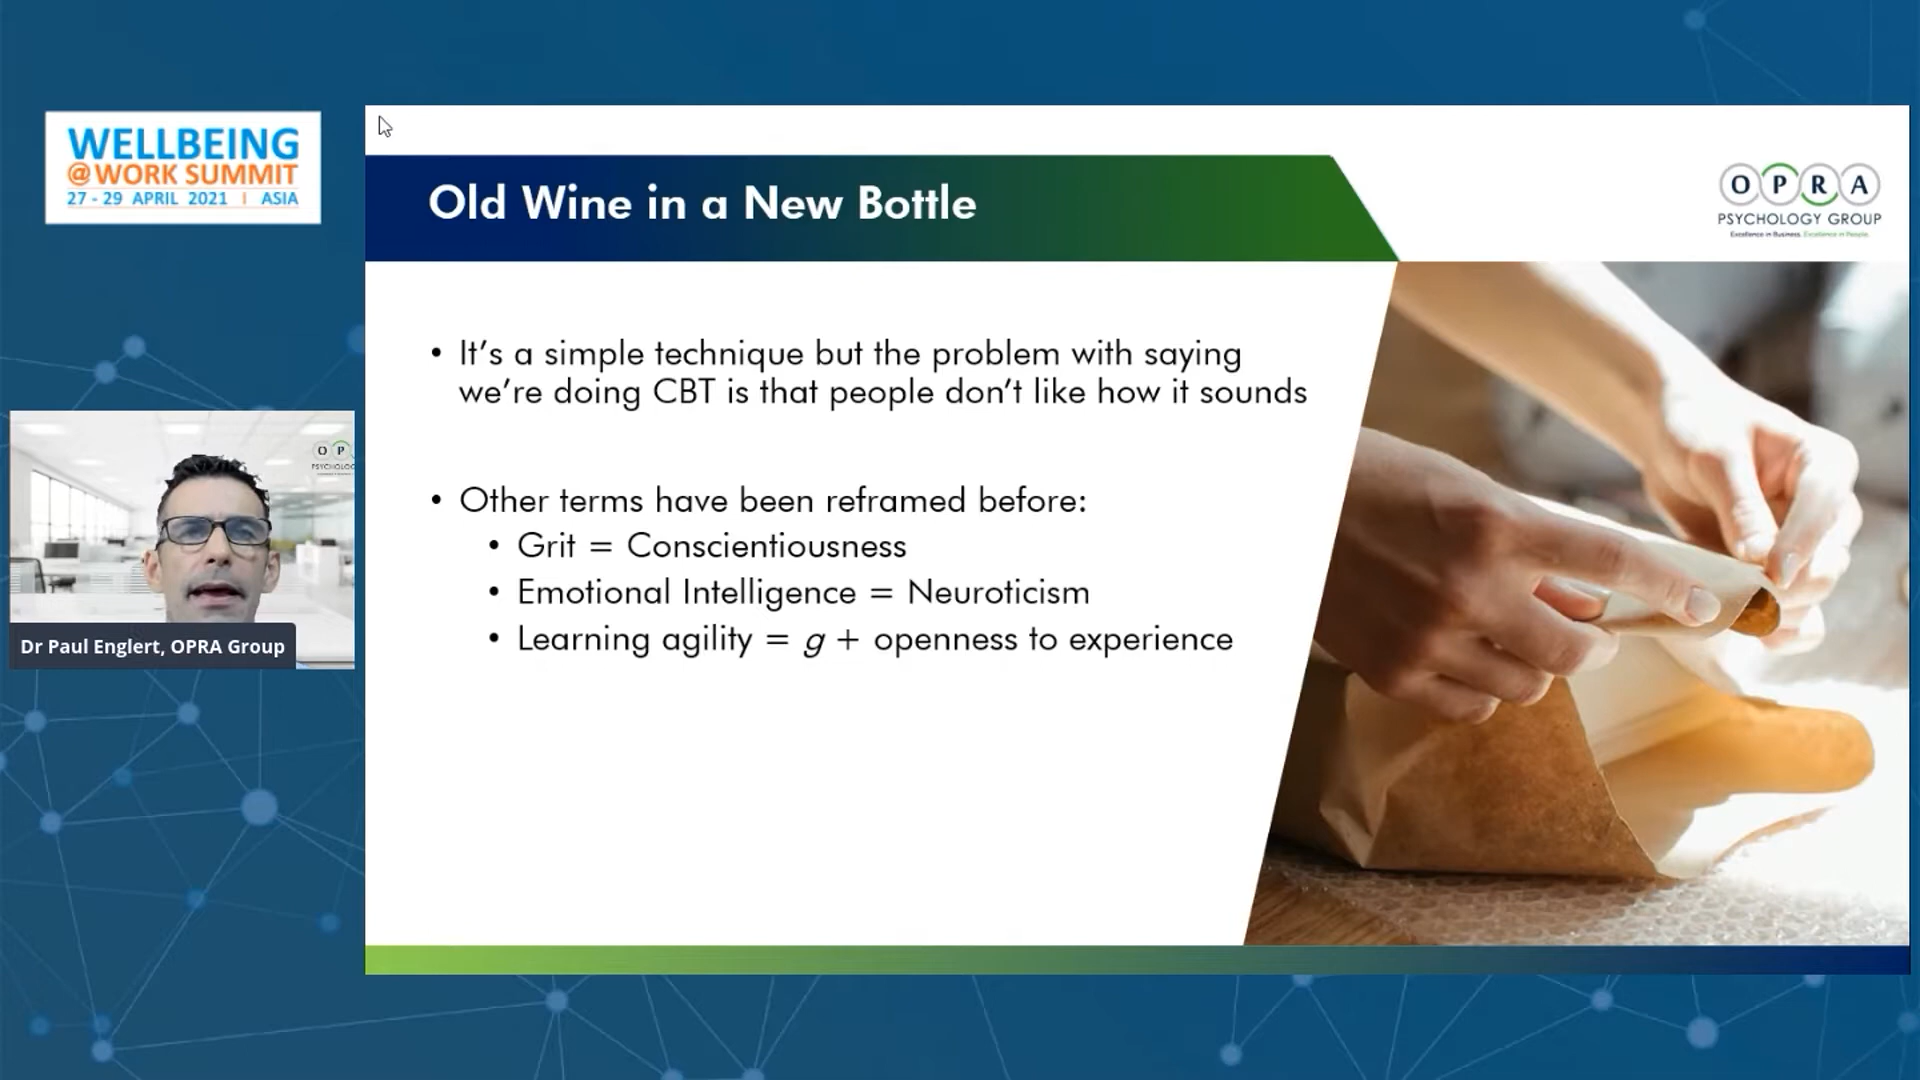 WELLBEING
@WORK SUMMIT
27 - 29 APRIL 2021 | ASIA
Old Wine in a New Bottle
O P R A
PSYCHOLOGY GROUP
Excellence in Business. Excellence in People.
• It's a simple technique but the problem with saying
we're doing CBT is that people don't like how it sounds
• Other terms have been reframed before:
• Grit = Conscientiousness
• Emotional Intelligence = Neuroticism
• Learning agility = g + openness to experience
O P
PSYCHOLOG
Dr Paul Englert, OPRA Group